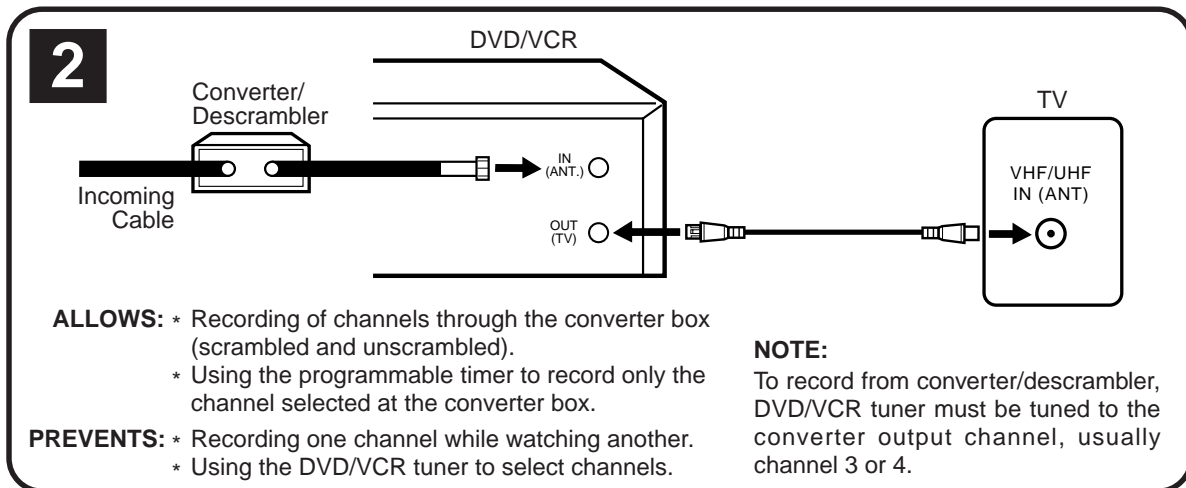 2
DVD/VCR
Converter/
Descrambler
TV
IN
(ANT.)
VHF/UHF
IN (ANT)
Incoming
Cable
OUT
(TV)
ALLOWS: * Recording of channels through the converter box
(scrambled and unscrambled).
* Using the programmable timer to record only the
channel selected at the converter box.
PREVENTS: * Recording one channel while watching another.
* Using the DVD/VCR tuner to select channels.
NOTE:
To record from converter/descrambler,
DVD/VCR tuner must be tuned to the
converter output channel, usually
channel 3 or 4.